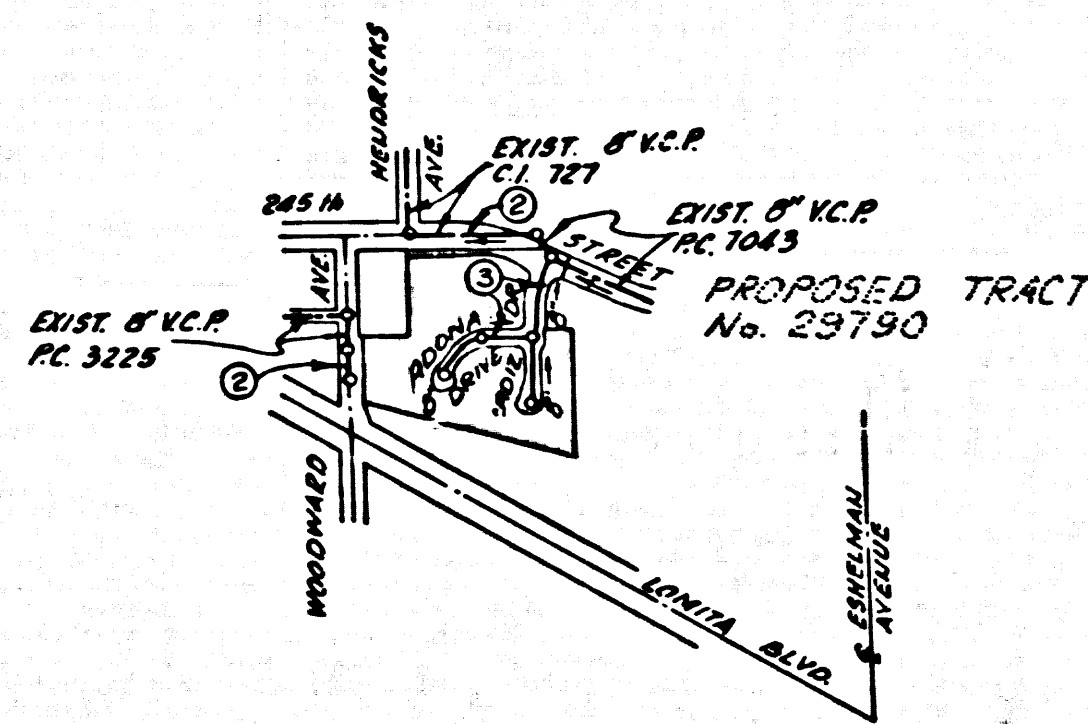 HENDRICKS
AVE.
EXIST. 8" V.C.P.
C.I. 727
245 th
2
EXIST. 8" V.C.P.
P.C. 7043
STREET
PROPOSED TRACT
No. 29790
3
AVE.
EXIST. 8" V.C.P.
P.C. 3225
2
DRIVE
WOODWARD
LOMITA BLVD.
ESHELMAN
AVENUE